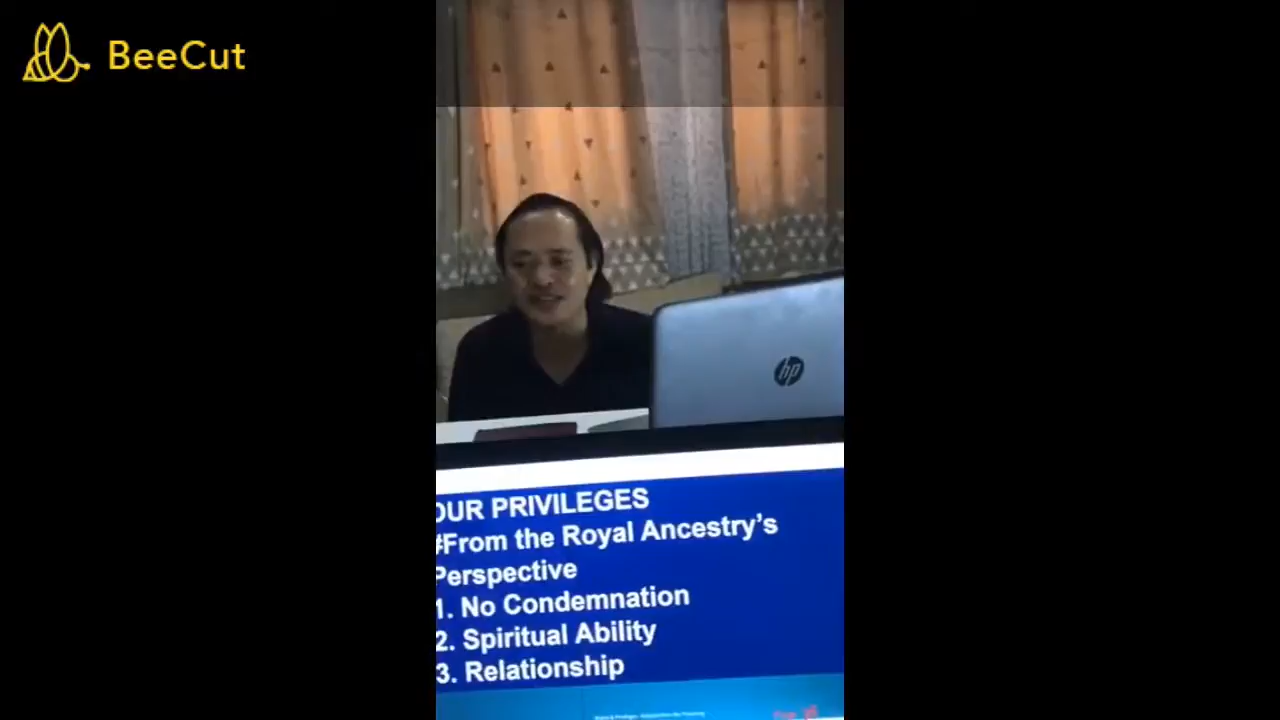 BeeCut
hp
OUR PRIVILEGES
#From the Royal Ancestry's
Perspective
1. No Condemnation
2. Spiritual Ability
3. Relationship